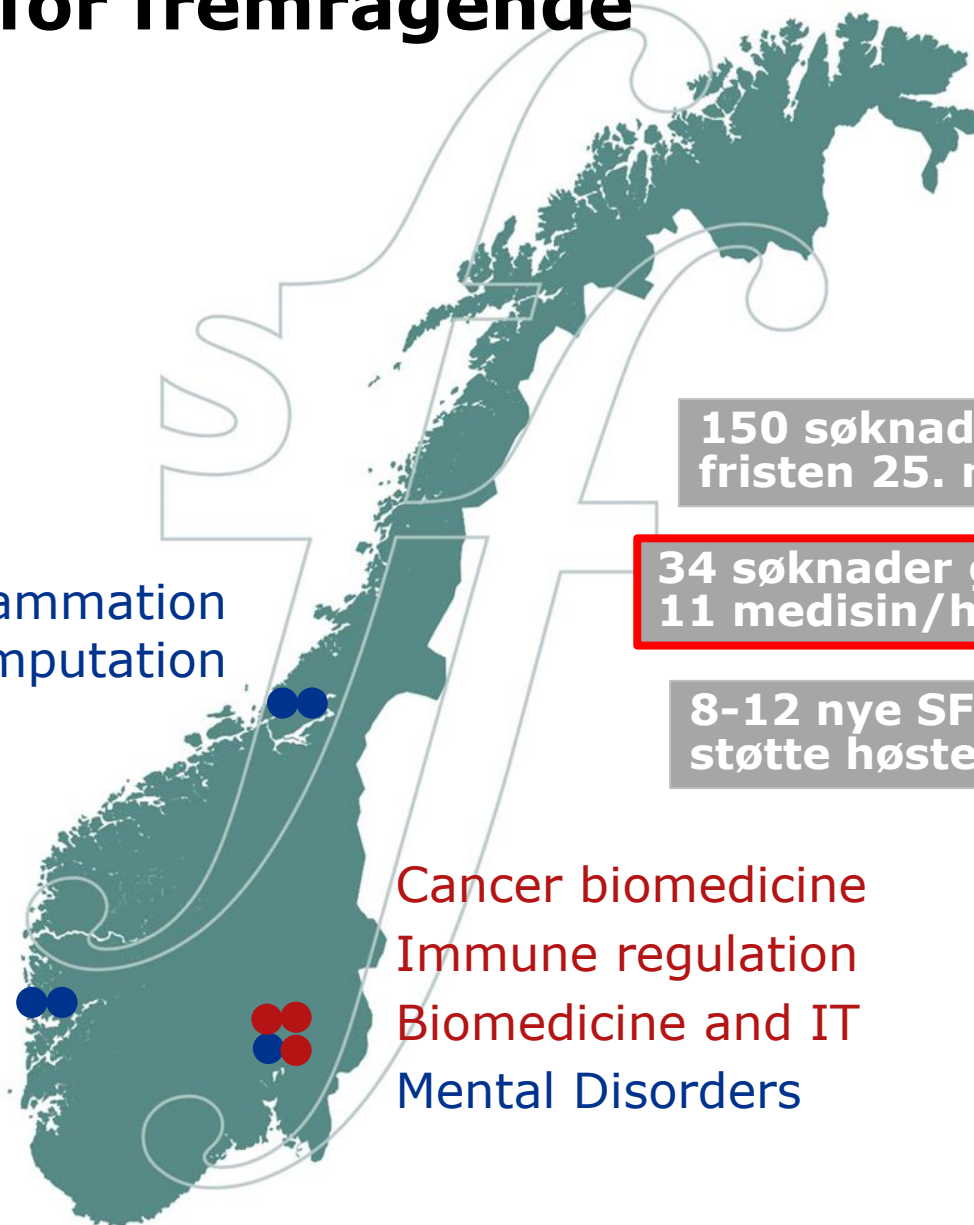 for fremragende
150 søknad
fristen 25.
34 søknader
11 medisin/h
ammation
mputation
8-12 nye SF
støtte høste
Cancer biomedicine
Immune regulation
Biomedicine and IT
Mental Disorders
sff